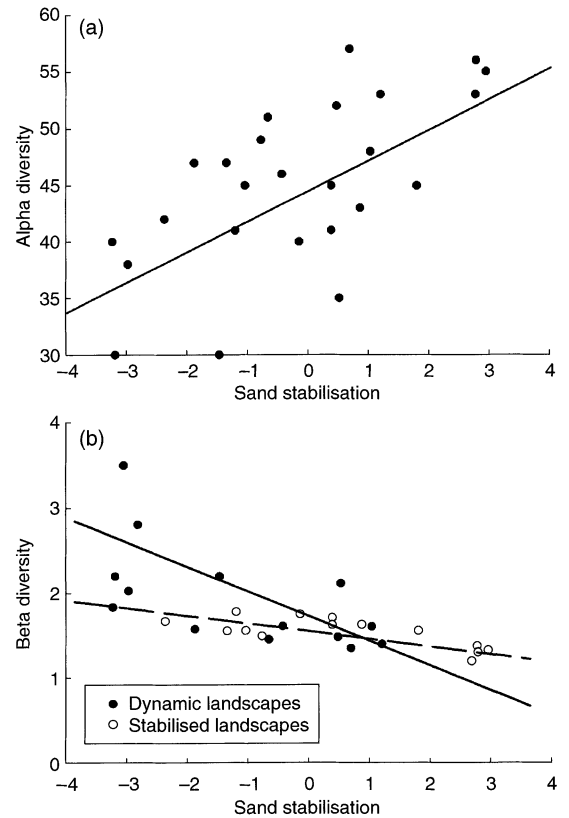 60
(a)
55
50
45
40
35
30
Alpha diversity
−4 −3 −2 −1 0 1 2 3 4
Sand stabilisation
4
(b)
3
2
1
0
Beta diversity
Dynamic landscapes
Stabilised landscapes
−4 −3 −2 −1 0 1 2 3 4
Sand stabilisation